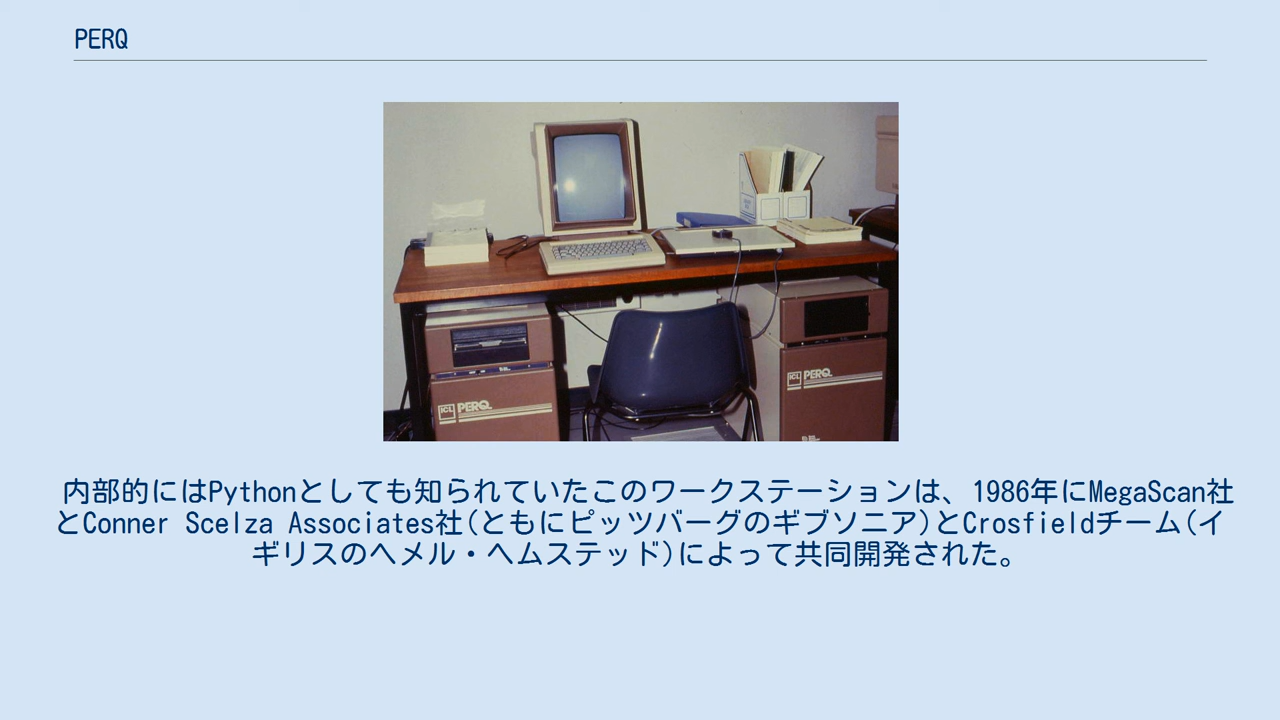 PERQ
ICL PERQ
ICL PERQ
内部的にはPythonとしても知られていたこのワークステーションは、1986年にMegaScan社
とConner Scelza Associates社(ともにピッツバーグのギブソニア)とCrosfieldチーム(イ
ギリスのヘメル・ヘムステッド)によって共同開発された。